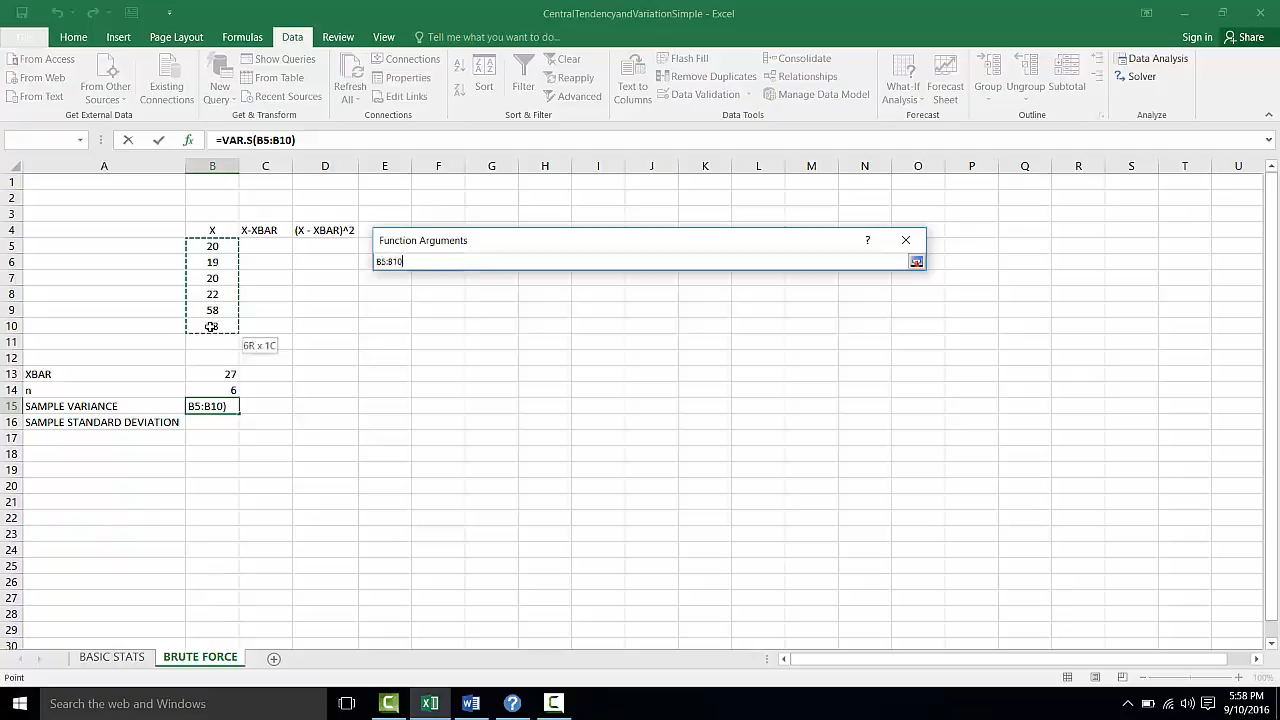 CentralTendencyandVariationSimple - Excel
File Home Insert Page Layout Formulas Data Review View Tell me what you want to do... Sign in Share
From Access
From Web
From Text
From Other Sources
Existing Connections
Get External Data
New Query
Show Queries
From Table
Recent Sources
Get & Transform
Refresh All
Connections
Properties
Edit Links
Connections
Sort
Filter
Clear
Reapply
Advanced
Sort & Filter
Text to Columns
Flash Fill
Remove Duplicates
Data Validation
Consolidate
Relationships
Manage Data Model
Data Tools
What-If Analysis
Forecast Sheet
Forecast
Group
Ungroup
Subtotal
Outline
Data Analysis
Solver
Analyze
fx =VAR.S(B5:B10)
A B C D E F G H I J K L M N O P Q R S T U
1
2
3
4 X X-XBAR (X - XBAR)^2
5 20
6 19
7 20
8 22
9 58
10
11
12
13 XBAR 27
14 n 6
15 SAMPLE VARIANCE B5:B10)
16 SAMPLE STANDARD DEVIATION
17
18
19
20
21
22
23
24
25
26
27
28
29
30
6R x 1C
Function Arguments ?
B5:B10
BASIC STATS BRUTE FORCE
Point
100%
Search the web and Windows
5:58 PM
9/10/2016